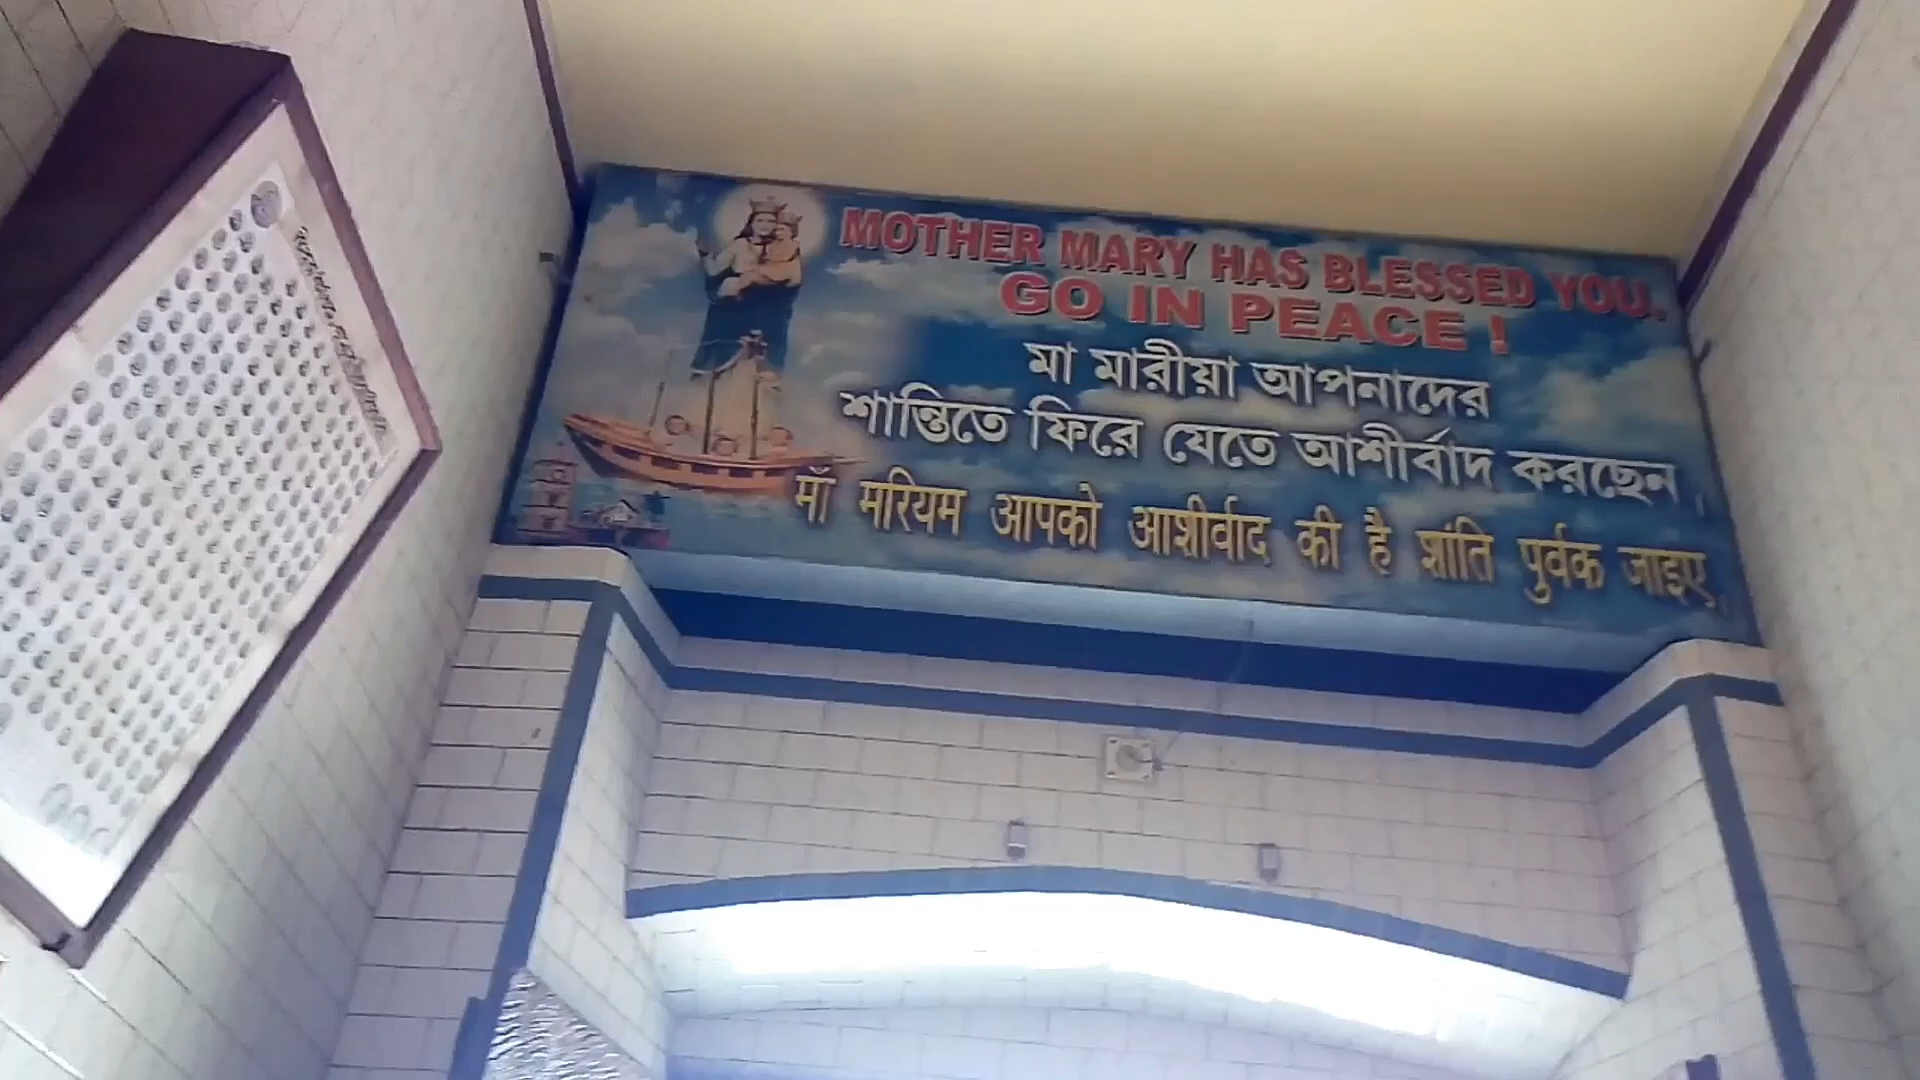 MOTHER MARY HAS BLESSED YOU.
GO IN PEACE !
মা মারীয়া আপনাদের
শান্তিতে ফিরে যেতে আশীর্বাদ করছেন
माँ मरियम आपको आशीर्वाद की है शांति पुर्वक जाइए